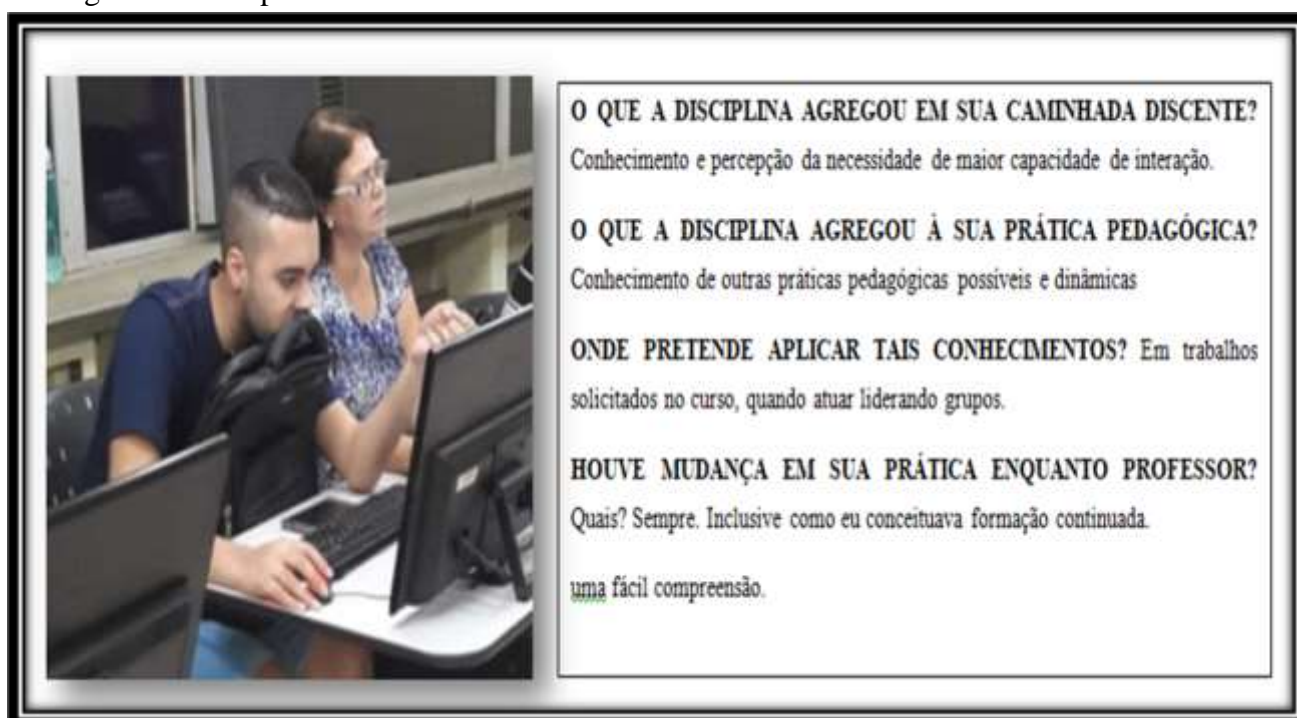 O QUE A DISCIPLINA AGREGOU EM SUA CAMINHADA DISCENTE?
Conhecimento e percepção da necessidade de maior capacidade de interação.
O QUE A DISCIPLINA AGREGOU À SUA PRÁTICA PEDAGÓGICA?
Conhecimento de outras práticas pedagógicas possíveis e dinâmicas
ONDE PRETENDE APLICAR TAIS CONHECIMENTOS? Em trabalhos
solicitados no curso, quando atuar liderando grupos.
HOUVE MUDANÇA EM SUA PRÁTICA ENQUANTO PROFESSOR?
Quais? Sempre. Inclusive como eu conceituava formação continuada.
uma fácil compreensão.